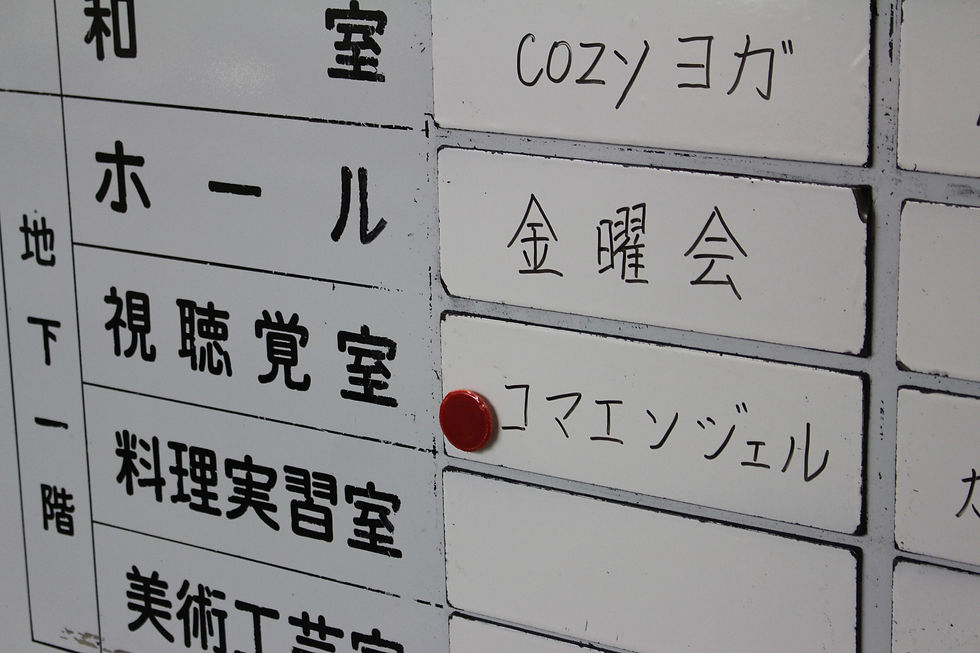 和室
COZyヨガ
地下一階
ホール
金曜会
視聴覚室
コマエンジェル
料理実習室
美術工芸室